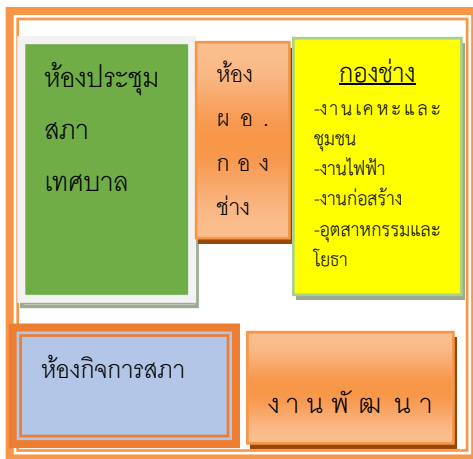 ห้องประชุม
สภา
เทศบาล
ห้อง
ผอ.
กอง
ช่าง
กองช่าง
-งานเคหะและ
ชุมชน
-งานไฟฟ้า
-งานก่อสร้าง
-อุตสาหกรรมและ
โยธา
ห้องกิจการสภา
งานพัฒนา